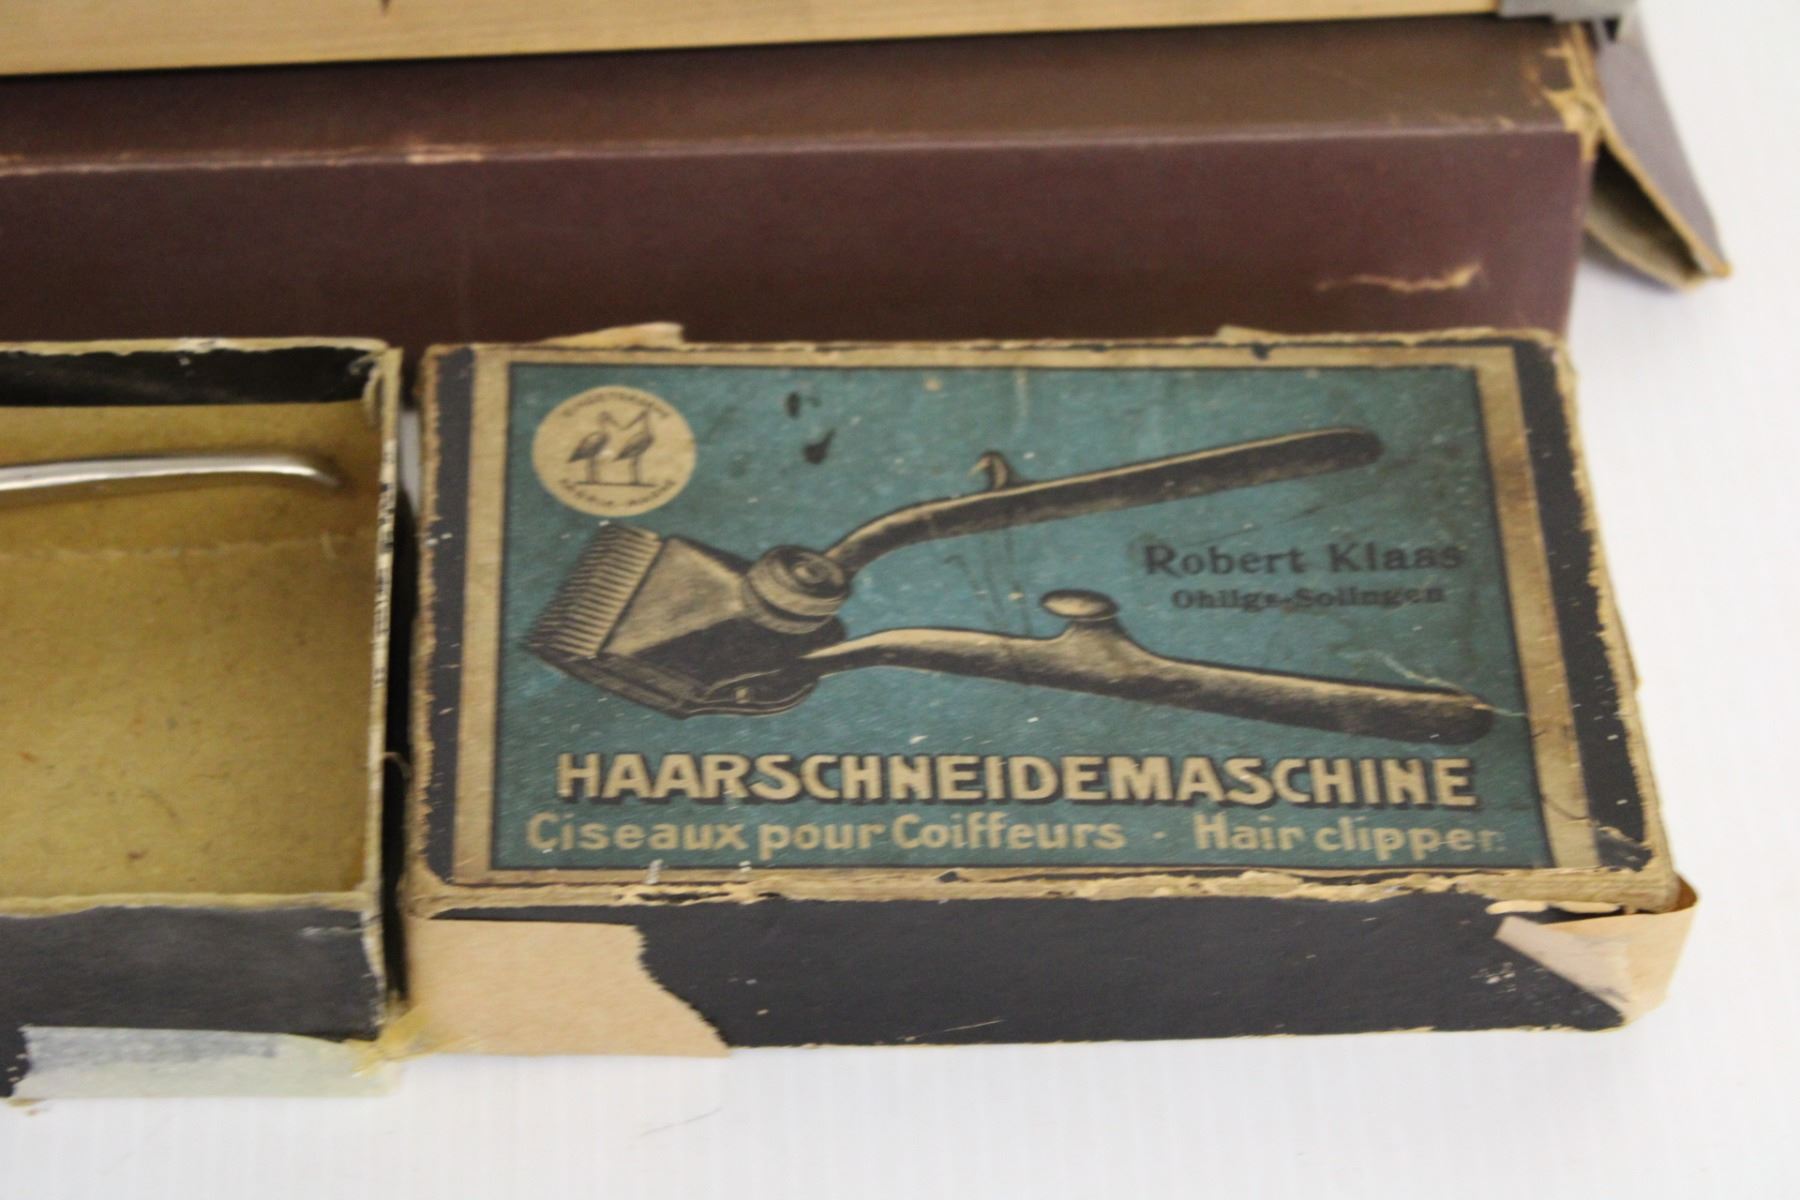 Robert Klaas
Ohligs-Solingen
HAARSCHNEIDEMASCHINE
Ciseaux pour Coiffeurs · Hair clipper.